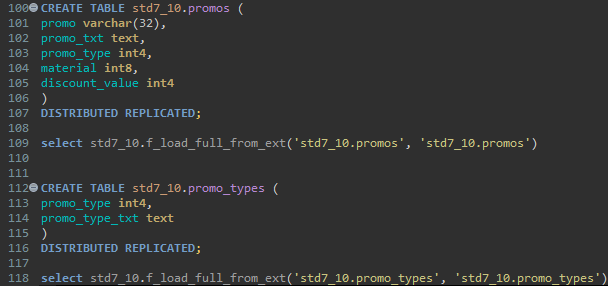 100 CREATE TABLE std7_10.promos (
101 promo varchar(32),
102 promo_txt text,
103 promo_type int4,
104 material int8,
105 discount_value int4
106 )
107 DISTRIBUTED REPLICATED;
108
109 select std7_10.f_load_full_from_ext('std7_10.promos', 'std7_10.promos')
110
111
112 CREATE TABLE std7_10.promo_types (
113 promo_type int4,
114 promo_type_txt text
115 )
116 DISTRIBUTED REPLICATED;
117
118 select std7_10.f_load_full_from_ext('std7_10.promo_types', 'std7_10.promo_types')